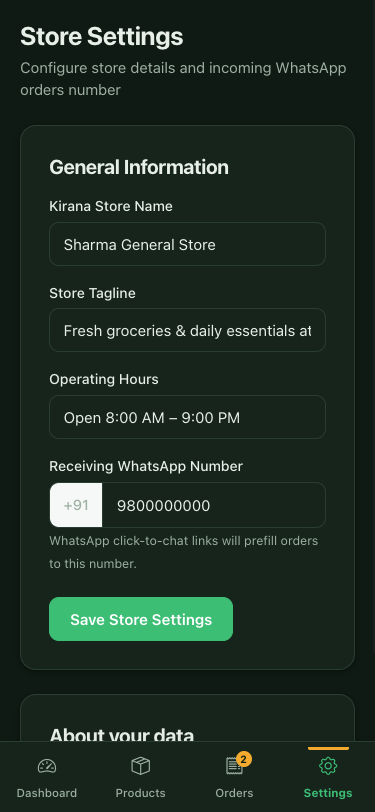 Store Settings
Configure store details and incoming WhatsApp
orders number
General Information
Kirana Store Name
Sharma General Store
Store Tagline
Fresh groceries & daily essentials at
Operating Hours
Open 8:00 AM – 9:00 PM
Receiving WhatsApp Number
+91 9800000000
WhatsApp click-to-chat links will prefill orders
to this number.
Save Store Settings
About your data
2
Dashboard Products Orders Settings